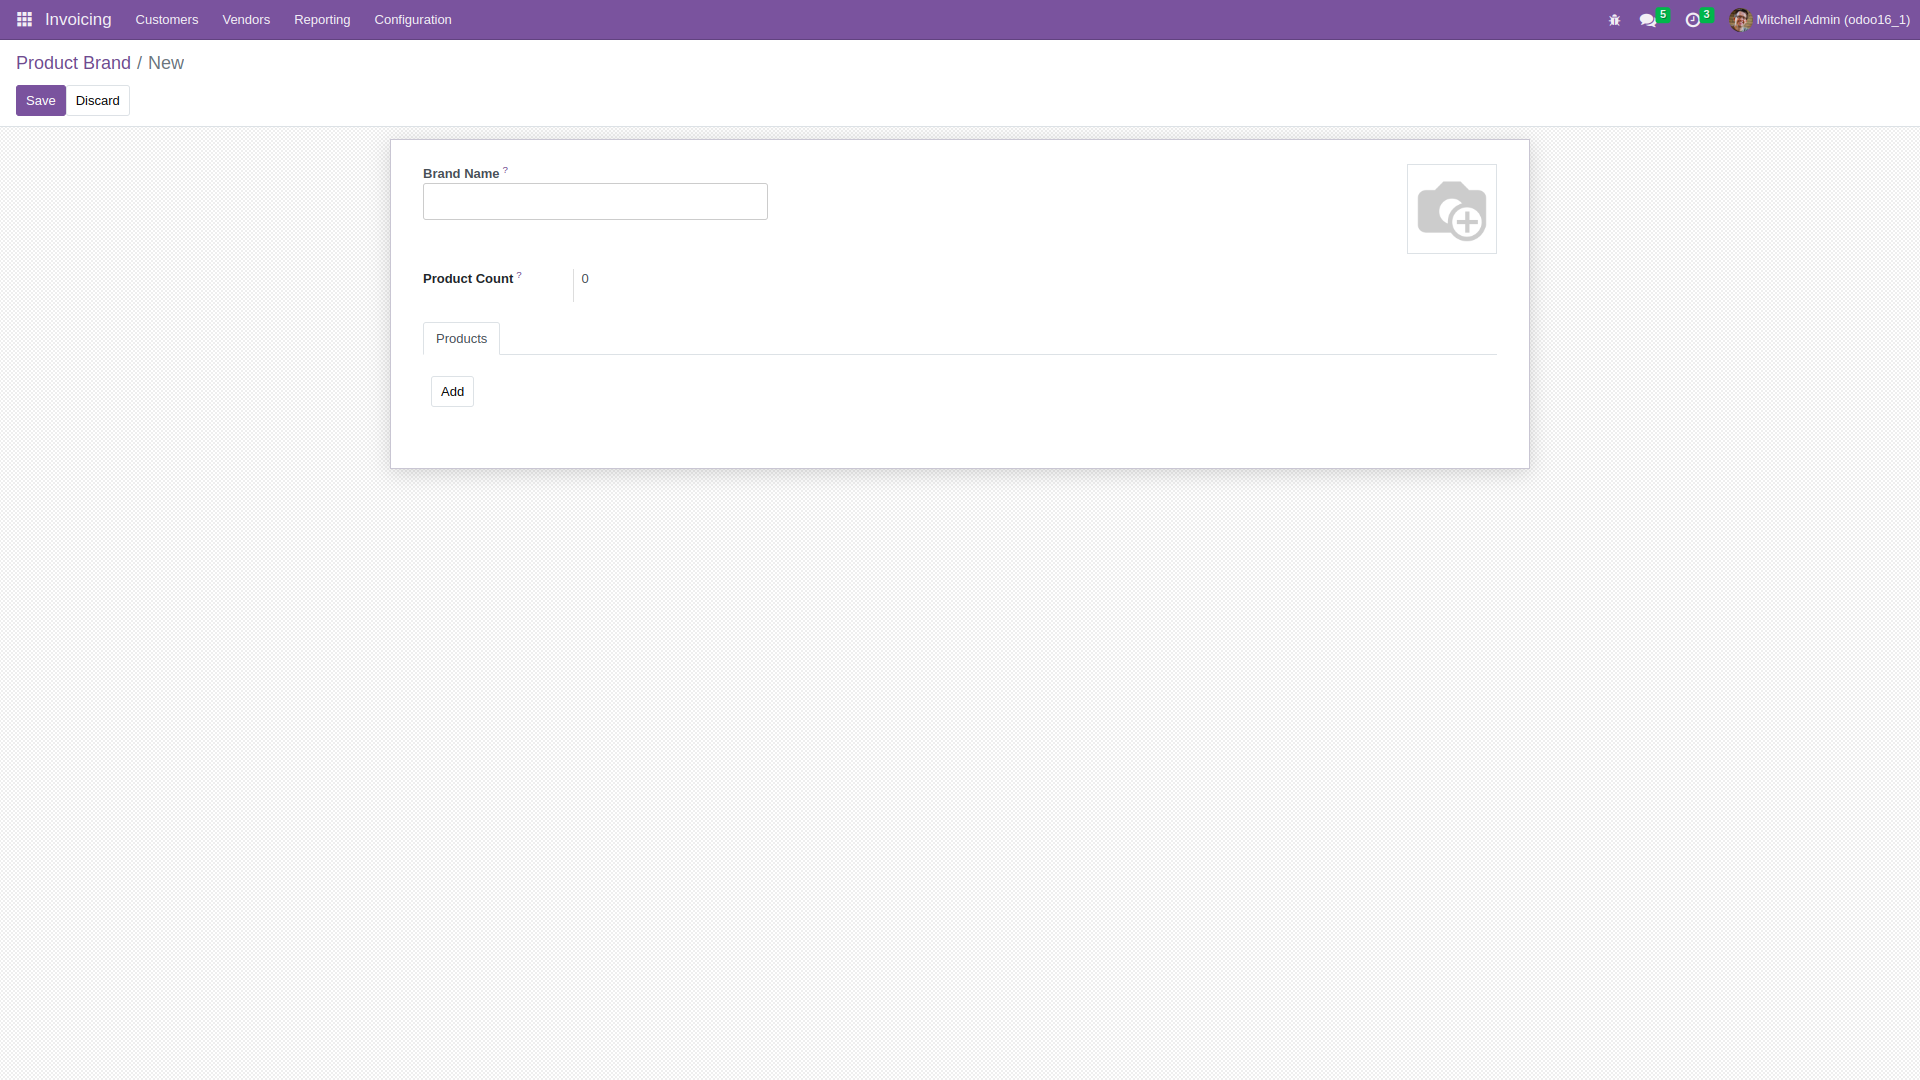 Invoicing Customers Vendors Reporting Configuration 5 3 Mitchell Admin (odoo16_1)
Product Brand / New
Save Discard
Brand Name ?
Product Count ? 0
Products
Add